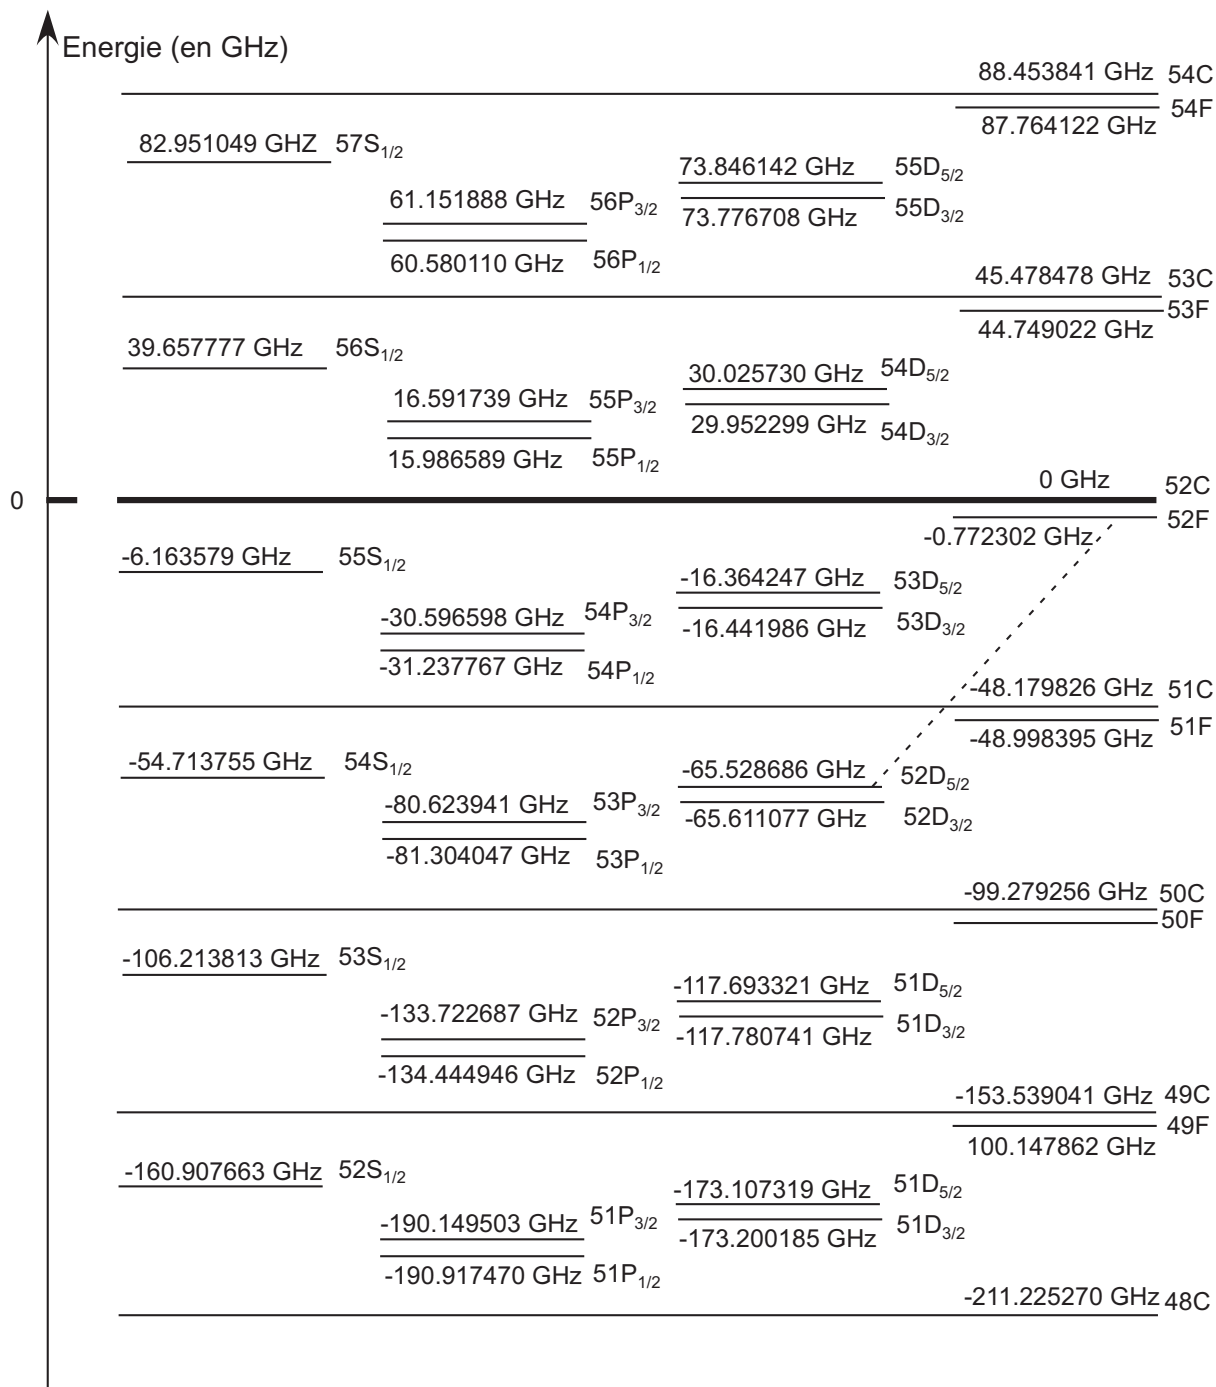 Energie (en GHz)
88.453841 GHz 54C
54F
87.764122 GHz
82.951049 GHZ 57S1/2
73.846142 GHz 55D5/2
61.151888 GHz 56P3/2
73.776708 GHz 55D3/2
60.580110 GHz 56P1/2
45.478478 GHz 53C
53F
44.749022 GHz
39.657777 GHz 56S1/2
30.025730 GHz 54D5/2
16.591739 GHz 55P3/2
29.952299 GHz 54D3/2
15.986589 GHz 55P1/2
0 GHz 52C
0
52F
-0.772302 GHz
-6.163579 GHz 55S1/2
-16.364247 GHz 53D5/2
-30.596598 GHz 54P3/2
-16.441986 GHz 53D3/2
-31.237767 GHz 54P1/2
-48.179826 GHz 51C
51F
-48.998395 GHz
-54.713755 GHz 54S1/2
-65.528686 GHz 52D5/2
-80.623941 GHz 53P3/2
-65.611077 GHz 52D3/2
-81.304047 GHz 53P1/2
-99.279256 GHz 50C
50F
-106.213813 GHz 53S1/2
-117.693321 GHz 51D5/2
-133.722687 GHz 52P3/2
-117.780741 GHz 51D3/2
-134.444946 GHz 52P1/2
-153.539041 GHz 49C
49F
100.147862 GHz
-160.907663 GHz 52S1/2
-173.107319 GHz 51D5/2
-190.149503 GHz 51P3/2
-173.200185 GHz 51D3/2
-190.917470 GHz 51P1/2
-211.225270 GHz 48C